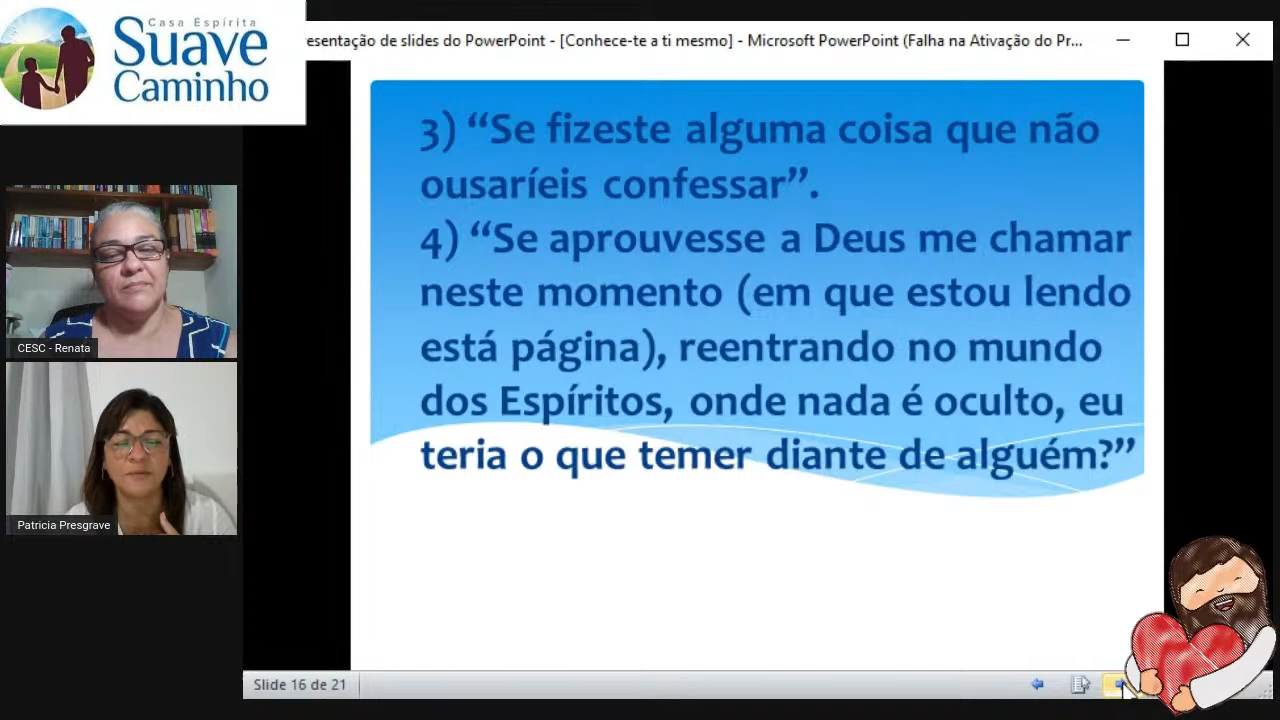 Casa Espírita
Suave
Caminho
resentação de slides do PowerPoint - [Conhece-te a ti mesmo] - Microsoft PowerPoint (Falha na Ativação do Pr...
3) “Se fizeste alguma coisa que não
ousaríeis confessar”.
4) “Se aprouvesse a Deus me chamar
neste momento (em que estou lendo
está página), reentrando no mundo
dos Espíritos, onde nada é oculto, eu
teria o que temer diante de alguém?”
CESC - Renata
Patricia Presgrave
Slide 16 de 21